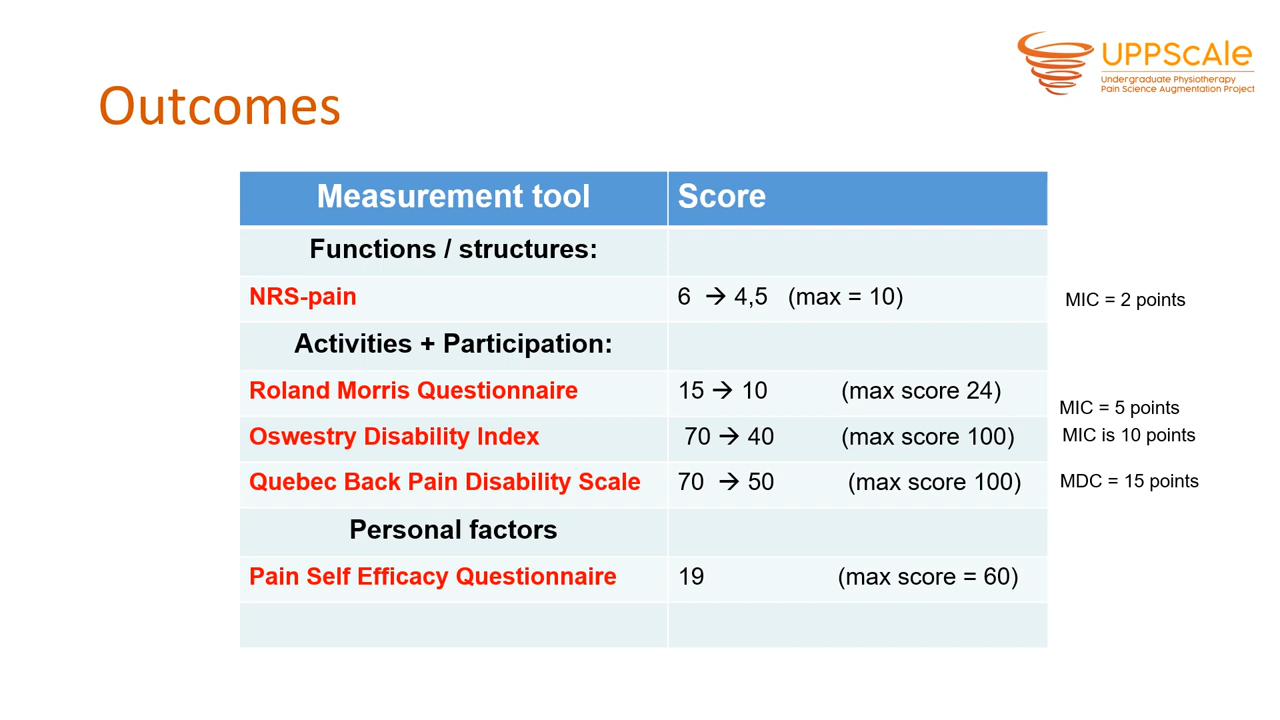 UPPScale
Undergraduate Physiotherapy
Pain Science Augmentation Project
Outcomes
Measurement tool Score
Functions / structures:
NRS-pain 6 → 4,5 (max = 10) MIC = 2 points
Activities + Participation:
Roland Morris Questionnaire 15 → 10 (max score 24)
MIC = 5 points
Oswestry Disability Index 70 → 40 (max score 100) MIC is 10 points
Quebec Back Pain Disability Scale 70 → 50 (max score 100) MDC = 15 points
Personal factors
Pain Self Efficacy Questionnaire 19 (max score = 60)